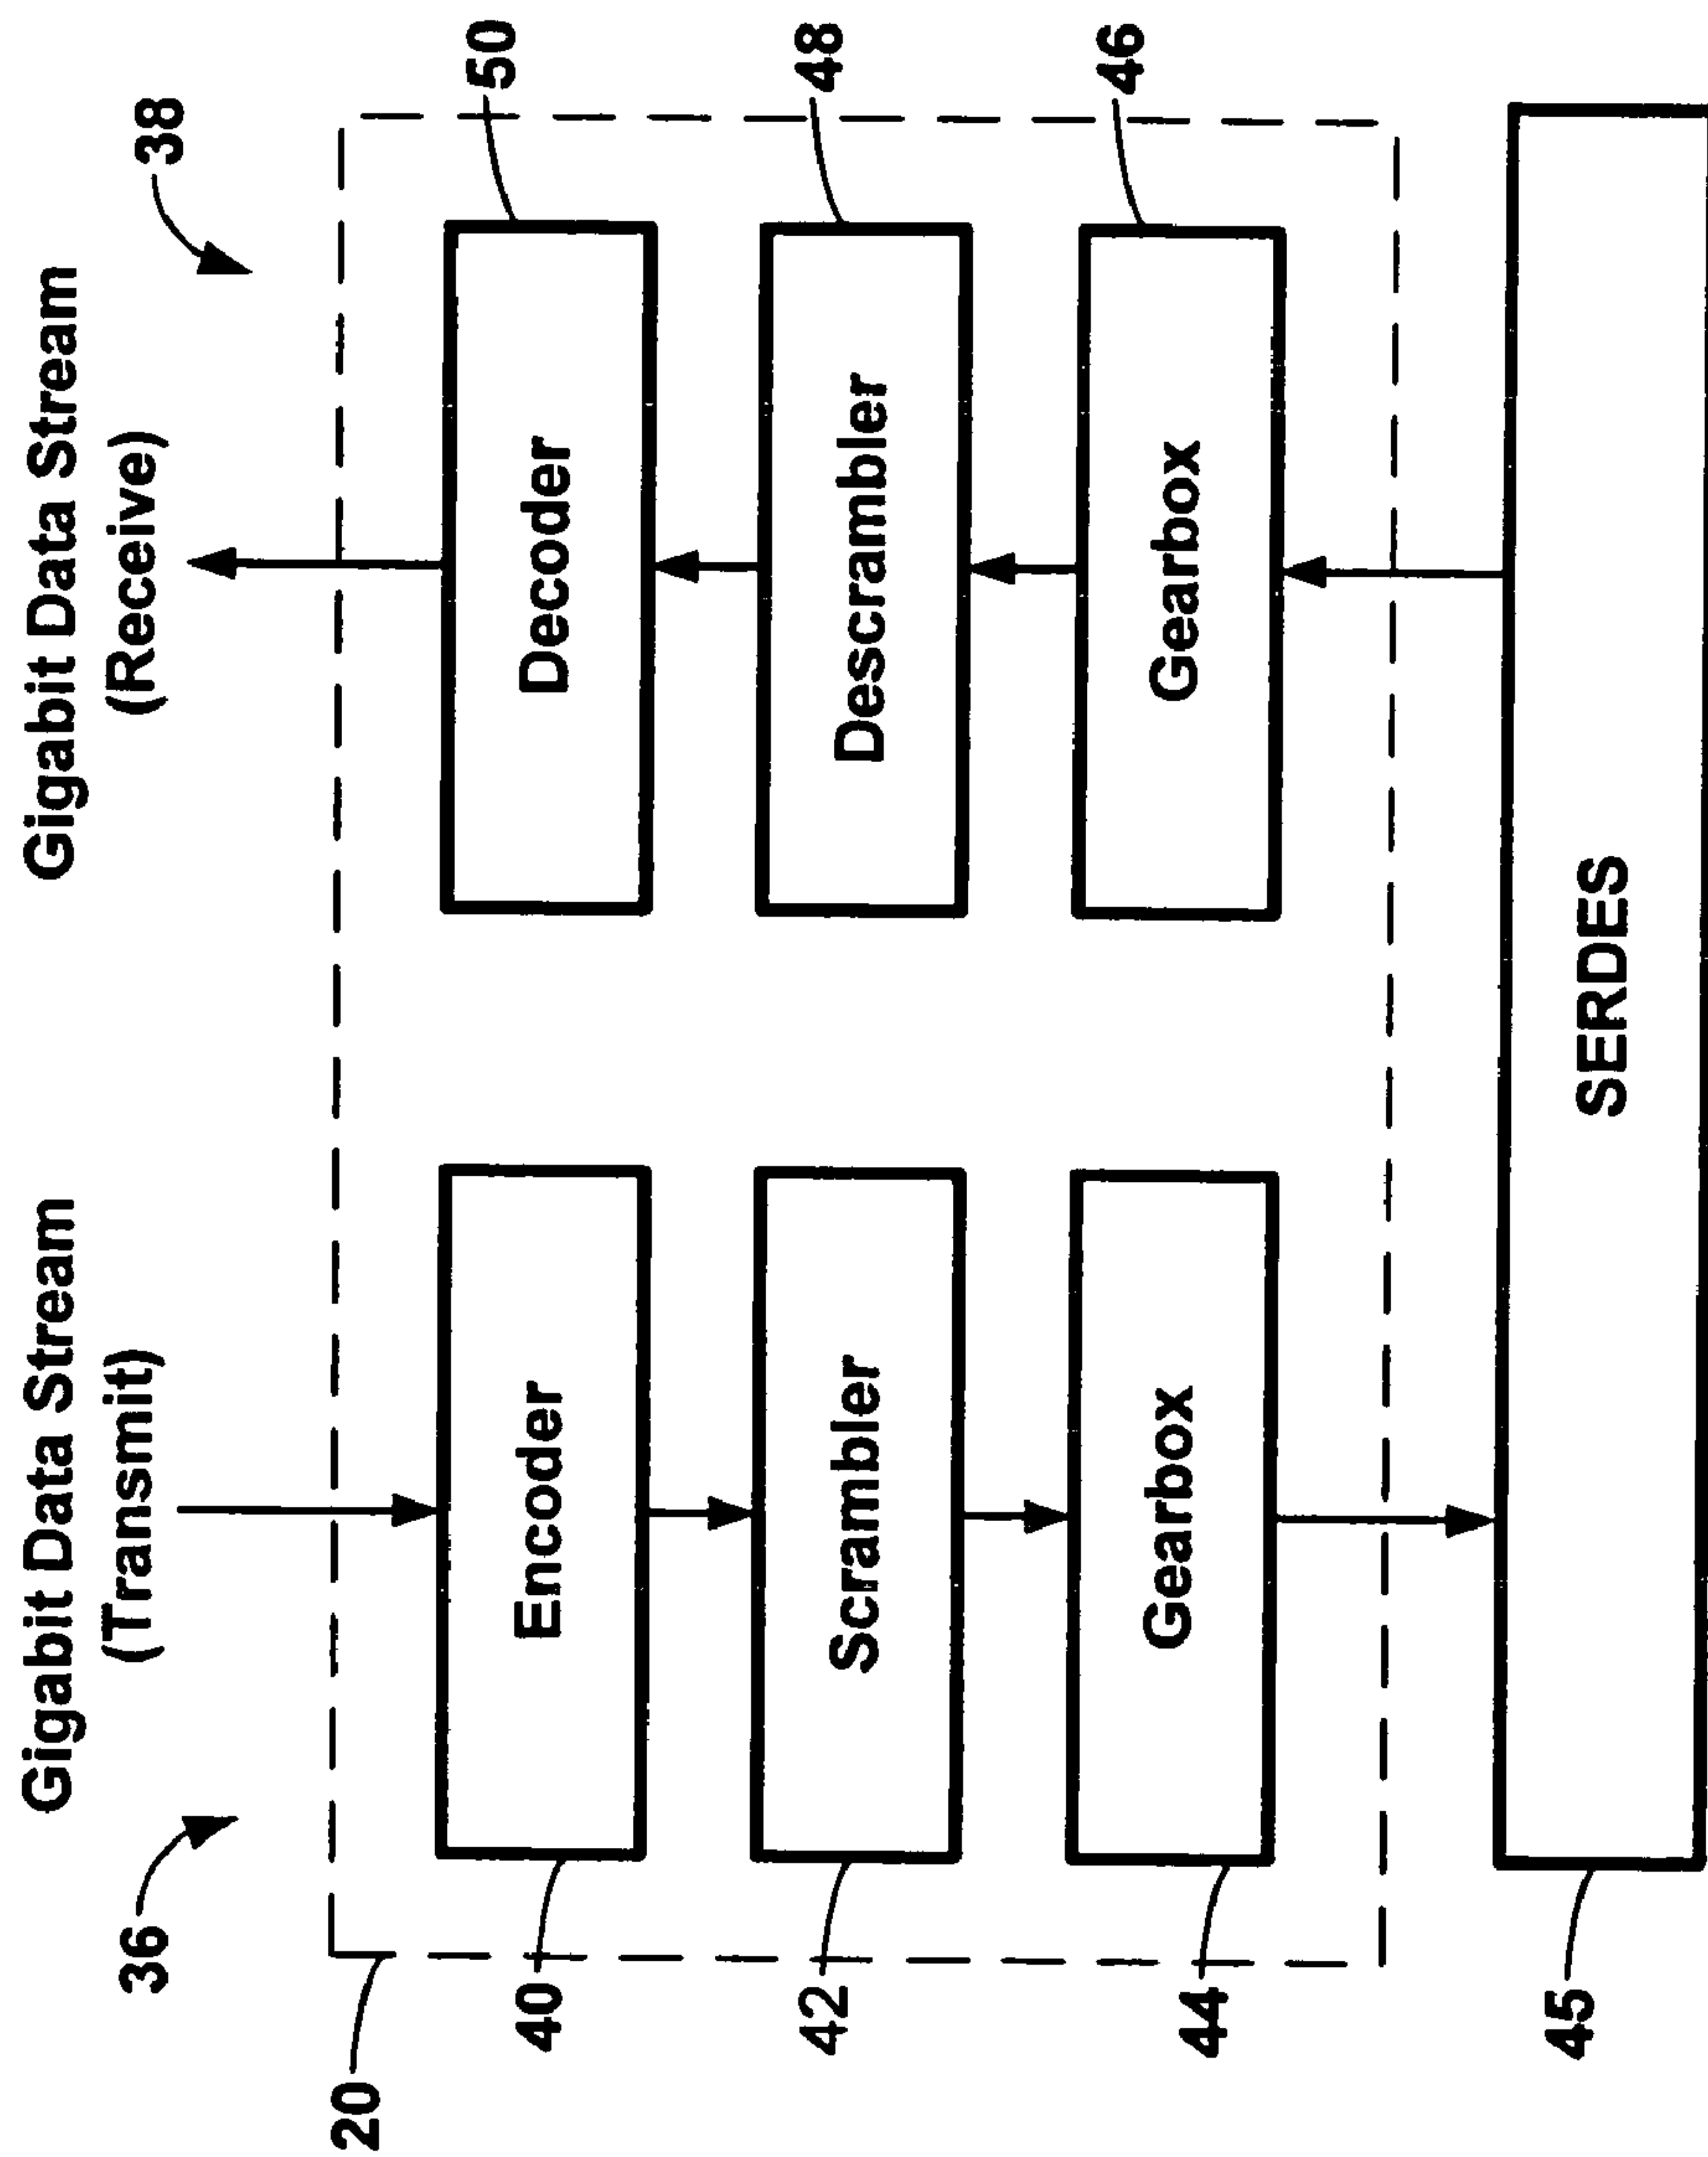 Gigabit Data Stream
(Transmit)
Gigabit Data Stream
(Receive)
36
38
20
40
Encoder
Decoder
50
42
Scrambler
Descrambler
48
44
Gearbox
Gearbox
46
45
SERDES